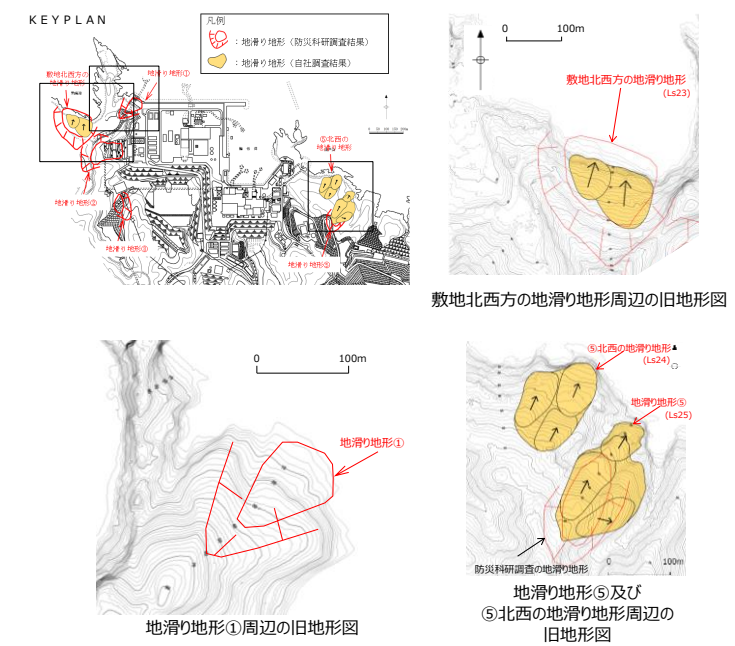 KEYPLAN
凡例
：地滑り地形（防災科研調査結果）
：地滑り地形（自社調査結果）
敷地北西方の
地滑り地形
地滑り地形①
⑤北西の
地滑り地形
地滑り地形②
地滑り地形③
地滑り地形⑤
0 100m
敷地北西方の地滑り地形
(Ls23)
敷地北西方の地滑り地形周辺の旧地形図
0 100m
地滑り地形①
地滑り地形①周辺の旧地形図
⑤北西の地滑り地形
(Ls24)
地滑り地形⑤
(Ls25)
防災科研調査の地滑り地形
0 100m
地滑り地形⑤及び
⑤北西の地滑り地形周辺の
旧地形図